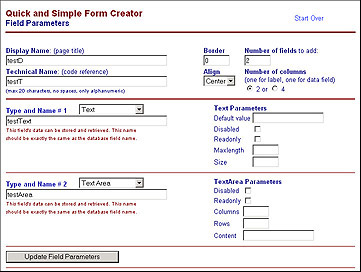 Quick and Simple Form Creator
Start Over
Field Parameters
Display Name: (page title)
testD
Border
0
Number of fields to add:
2
Technical Name: (code reference)
testT
(max 20 characters, no spaces, only alphanumeric)
Align
Center
Number of columns
(one for label, one for data field)
2 or 4
Type and Name # 1
Text
testText
This field's data can be stored and retrieved. This name
should be exactly the same as the database field name.
Text Parameters
Default value
Disabled
Readonly
Maxlength
Size
Type and Name # 2
Text Area
testArea
This field's data can be stored and retrieved. This name
should be exactly the same as the database field name.
TextArea Parameters
Disabled
Readonly
Columns
Rows
Content
Update Field Parameters